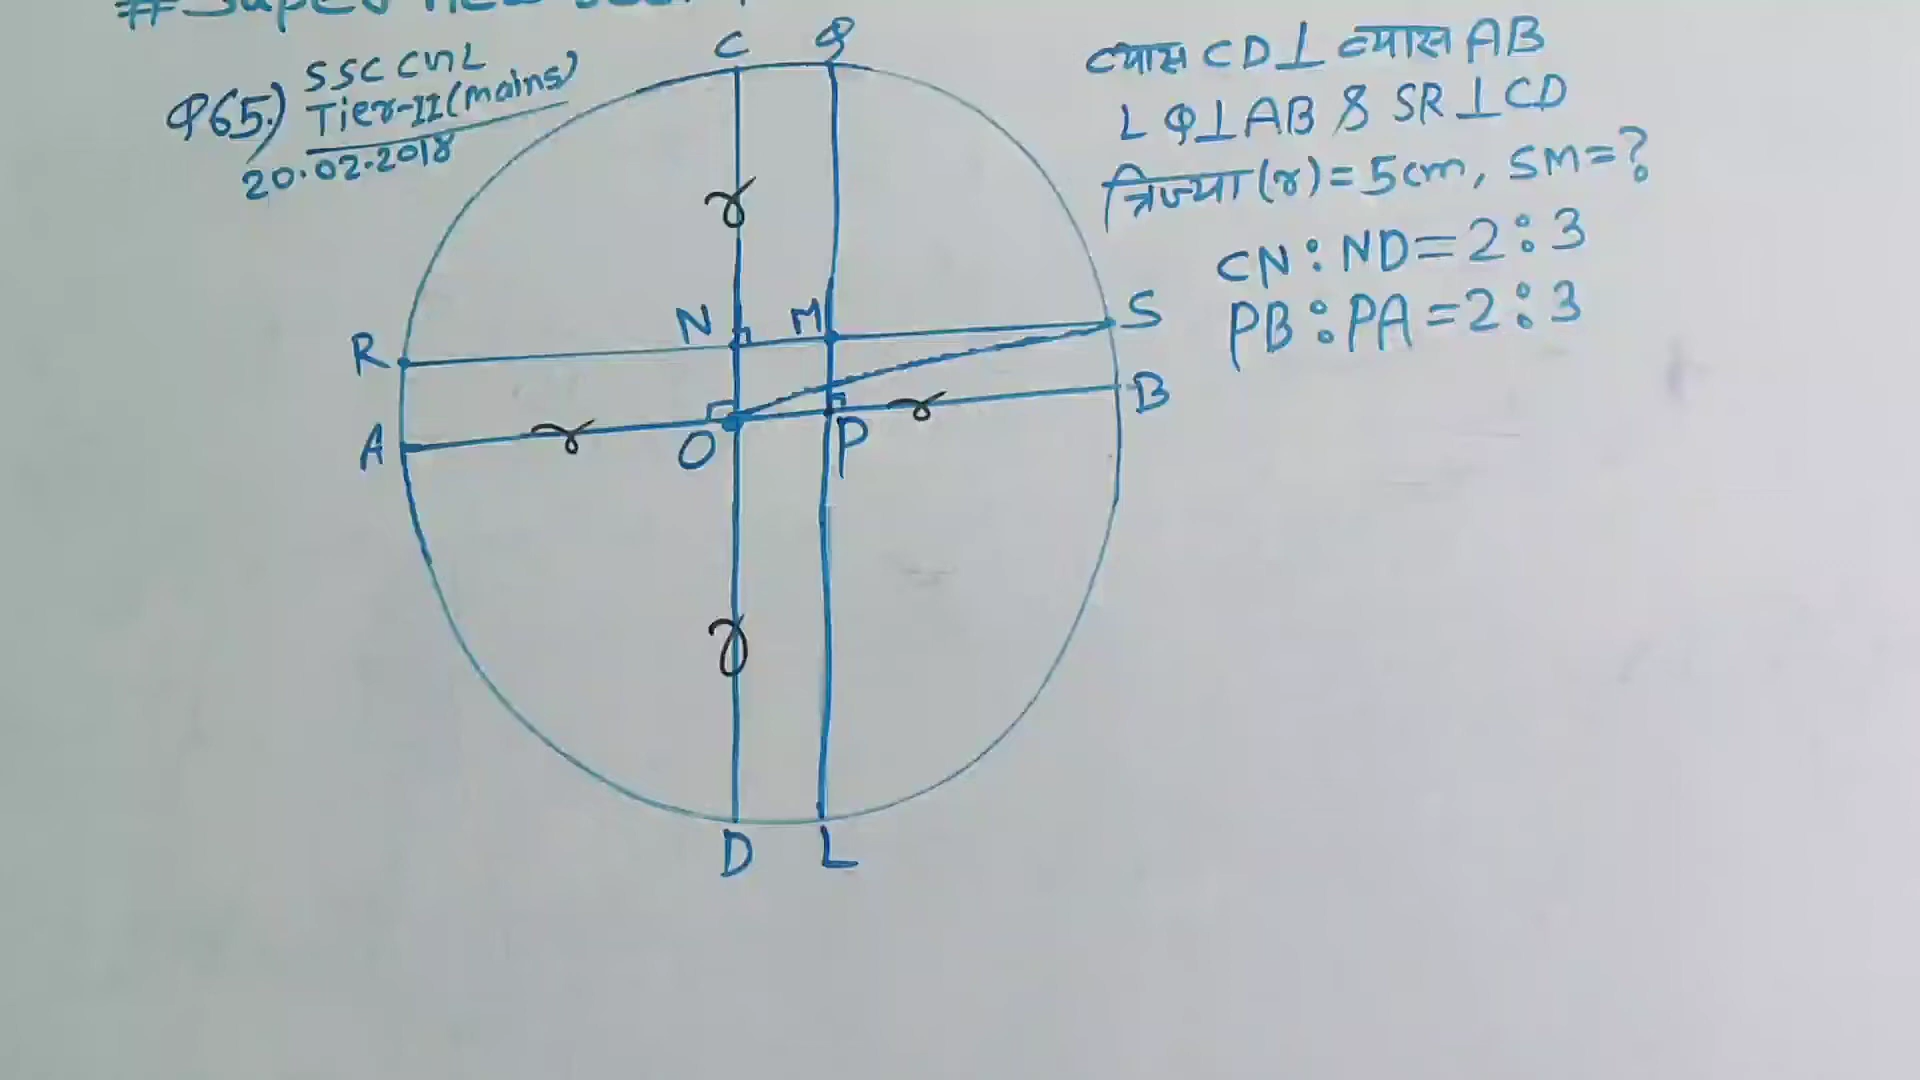 Q65.) SSC CGL
Tier-II (mains)
20.02.2018
व्यास CD⊥ व्यास AB
LQ⊥AB & SR⊥CD
त्रिज्या (r) = 5cm, SM=?
CN:ND=2:3
PB:PA=2:3
C Q
r
N M S
R
r B
A O P
r
D L